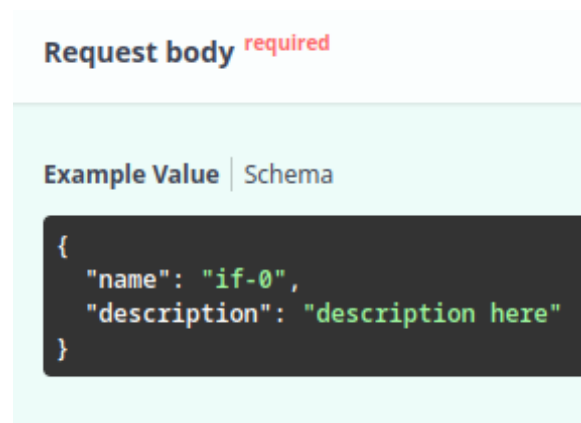 Request body required
Example Value | Schema
{
  "name": "if-0",
  "description": "description here"
}